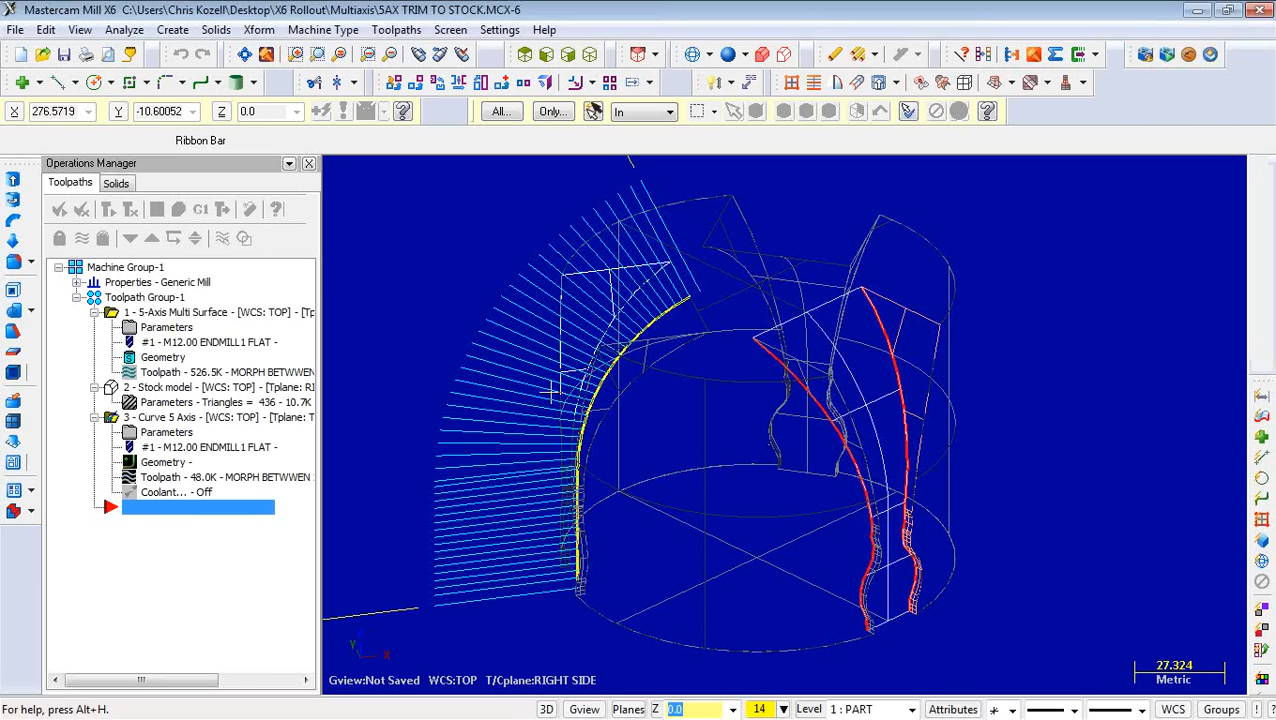 Mastercam Mill X6 C:\Users\Chris Kozell\Desktop\X6 Rollout\Multiaxis\5AX TRIM TO STOCK.MCX-6
File Edit View Analyze Create Solids Xform Machine Type Toolpaths Screen Settings Help
X 276.5719 Y -10.60052 Z 0.0 All... Only... In
Ribbon Bar
Operations Manager
Toolpaths Solids
G1
Machine Group-1
Properties - Generic Mill
Toolpath Group-1
1 - 5-Axis Multi Surface - [WCS: TOP] - [Tp
Parameters
#1 - M12.00 ENDMILL1 FLAT -
Geometry
Toolpath - 526.5K - MORPH BETWWEN
2 - Stock model - [WCS: TOP] - [Tplane: RI
Parameters - Triangles = 436 - 10.7K
3 - Curve 5 Axis - [WCS: TOP] - [Tplane: T
Parameters
#1 - M12.00 ENDMILL1 FLAT -
Geometry -
Toolpath - 48.0K - MORPH BETWWEN
Coolant... - Off
Y X
Gview:Not Saved WCS:TOP T/Cplane:RIGHT SIDE
27.324
Metric
For help, press Alt+H.
3D Gview Planes Z 0.0 14 Level 1 : PART Attributes WCS Groups